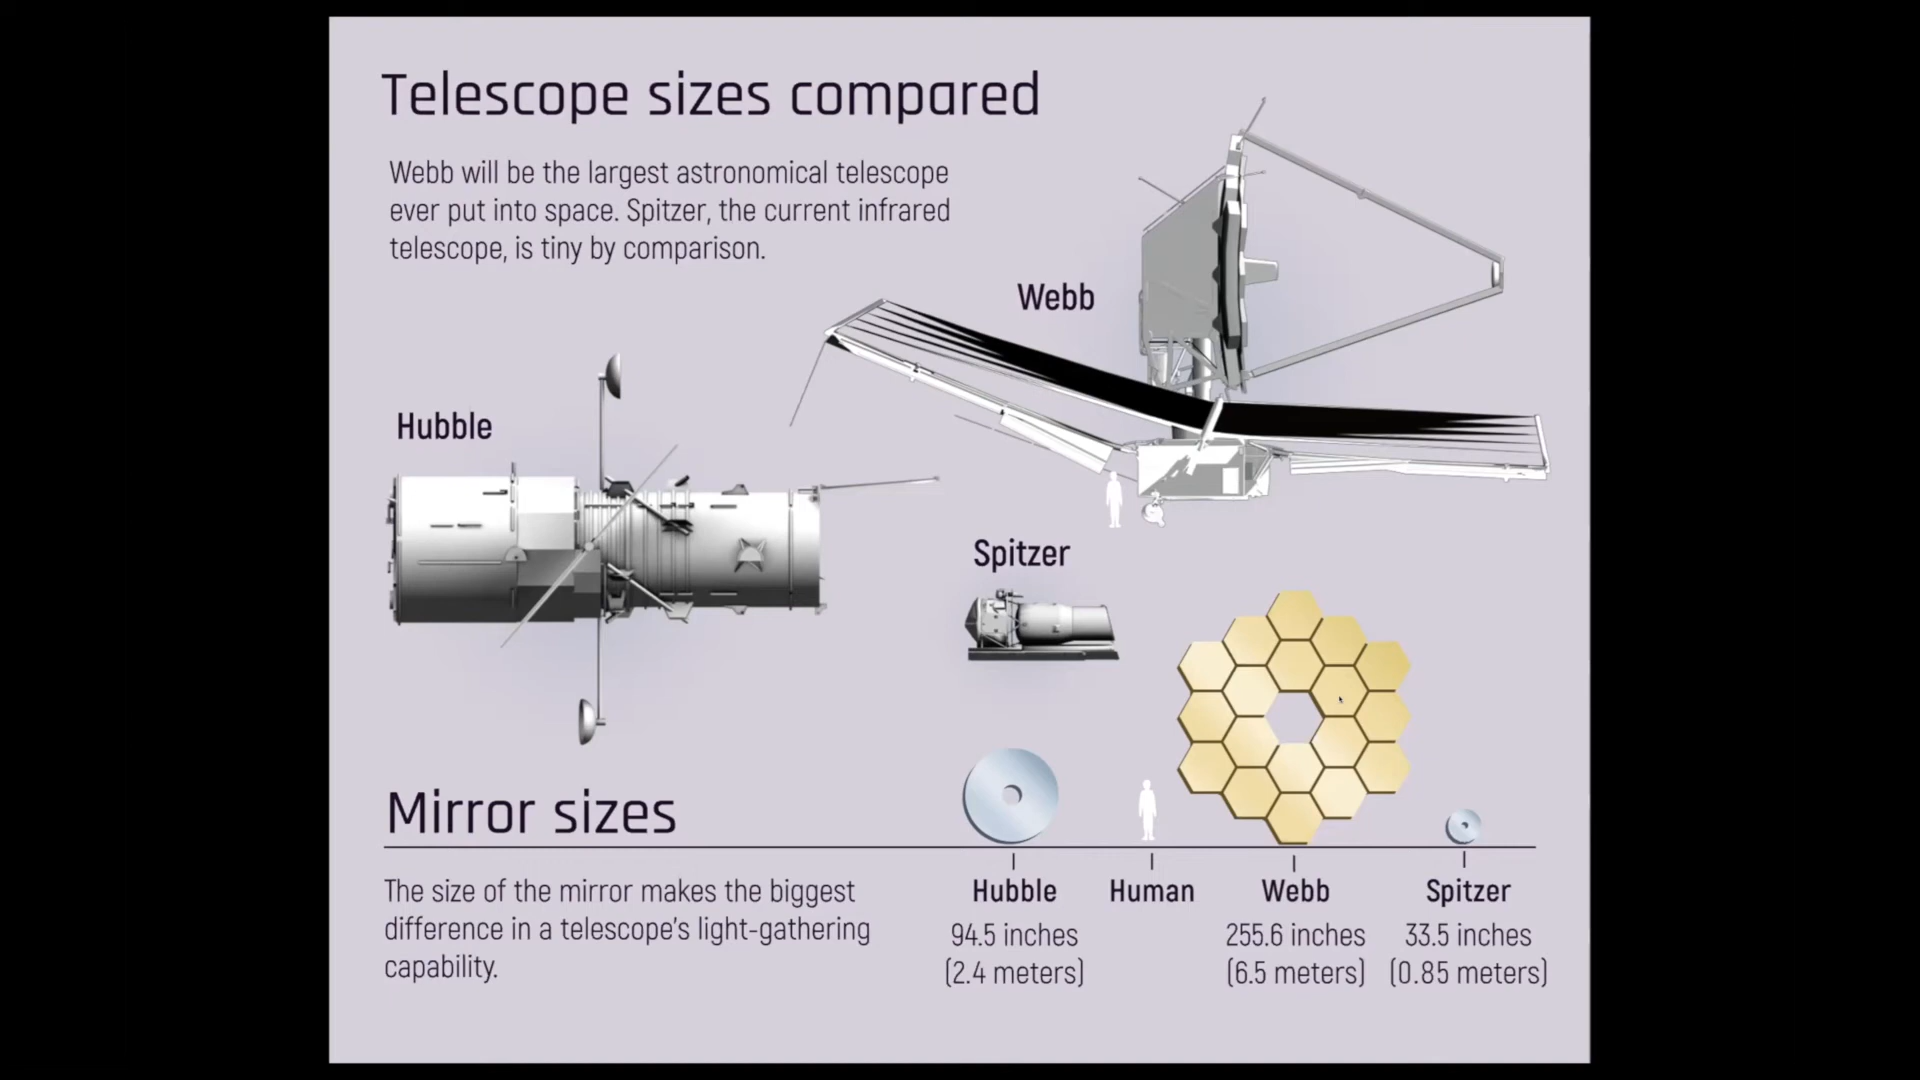 Telescope sizes compared
Webb will be the largest astronomical telescope
ever put into space. Spitzer, the current infrared
telescope, is tiny by comparison.
Webb
Hubble
Spitzer
Mirror sizes
The size of the mirror makes the biggest
difference in a telescope's light-gathering
capability.
Hubble
94.5 inches
(2.4 meters)
Human
Webb
255.6 inches
(6.5 meters)
Spitzer
33.5 inches
(0.85 meters)